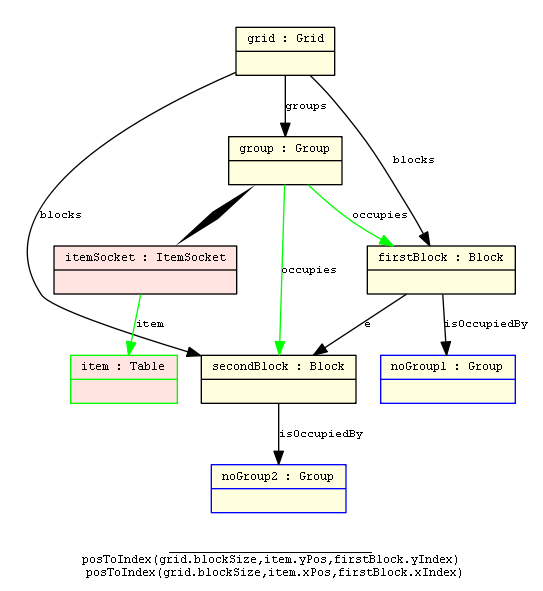 grid : Grid
groups
group : Group
blocks
blocks
occupies
itemSocket : ItemSocket
firstBlock : Block
occupies
item
e
isOccupiedBy
item : Table
secondBlock : Block
noGroup1 : Group
isOccupiedBy
noGroup2 : Group
posToIndex(grid.blockSize,item.yPos,firstBlock.yIndex)
posToIndex(grid.blockSize,item.xPos,firstBlock.xIndex)